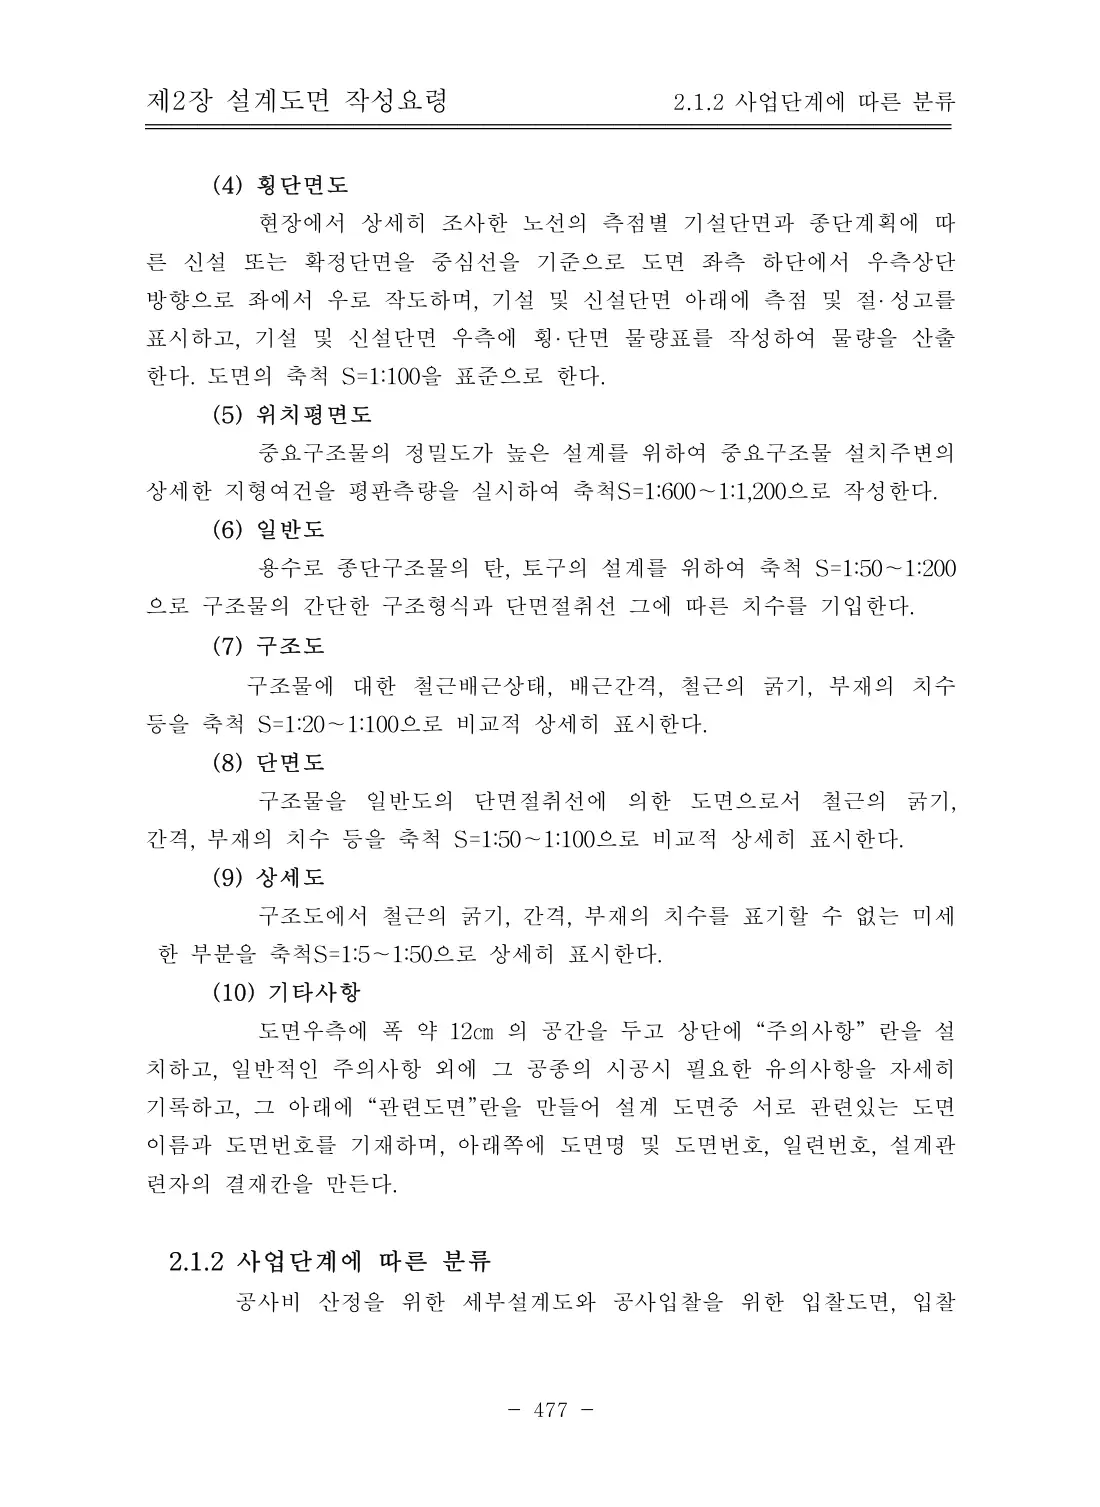 제2장 설계도면 작성요령 2.1.2 사업단계에 따른 분류
(4) 횡단면도
현장에서 상세히 조사한 노선의 측점별 기설단면과 종단계획에 따
른 신설 또는 확정단면을 중심선을 기준으로 도면 좌측 하단에서 우측상단
방향으로 좌에서 우로 작도하며, 기설 및 신설단면 아래에 측점 및 절·성고를
표시하고, 기설 및 신설단면 우측에 횡·단면 물량표를 작성하여 물량을 산출
한다. 도면의 축척 S=1:100을 표준으로 한다.
(5) 위치평면도
중요구조물의 정밀도가 높은 설계를 위하여 중요구조물 설치주변의
상세한 지형여건을 평판측량을 실시하여 축척S=1:600~1:1,200으로 작성한다.
(6) 일반도
용수로 종단구조물의 탄, 토구의 설계를 위하여 축척 S=1:50~1:200
으로 구조물의 간단한 구조형식과 단면절취선 그에 따른 치수를 기입한다.
(7) 구조도
구조물에 대한 철근배근상태, 배근간격, 철근의 굵기, 부재의 치수
등을 축척 S=1:20~1:100으로 비교적 상세히 표시한다.
(8) 단면도
구조물을 일반도의 단면절취선에 의한 도면으로서 철근의 굵기,
간격, 부재의 치수 등을 축척 S=1:50~1:100으로 비교적 상세히 표시한다.
(9) 상세도
구조도에서 철근의 굵기, 간격, 부재의 치수를 표기할 수 없는 미세
한 부분을 축척S=1:5~1:50으로 상세히 표시한다.
(10) 기타사항
도면우측에 폭 약 12㎝ 의 공간을 두고 상단에 “주의사항” 란을 설
치하고, 일반적인 주의사항 외에 그 공종의 시공시 필요한 유의사항을 자세히
기록하고, 그 아래에 “관련도면”란을 만들어 설계 도면중 서로 관련있는 도면
이름과 도면번호를 기재하며, 아래쪽에 도면명 및 도면번호, 일련번호, 설계관
련자의 결재칸을 만든다.
2.1.2 사업단계에 따른 분류
공사비 산정을 위한 세부설계도와 공사입찰을 위한 입찰도면, 입찰
- 477 -